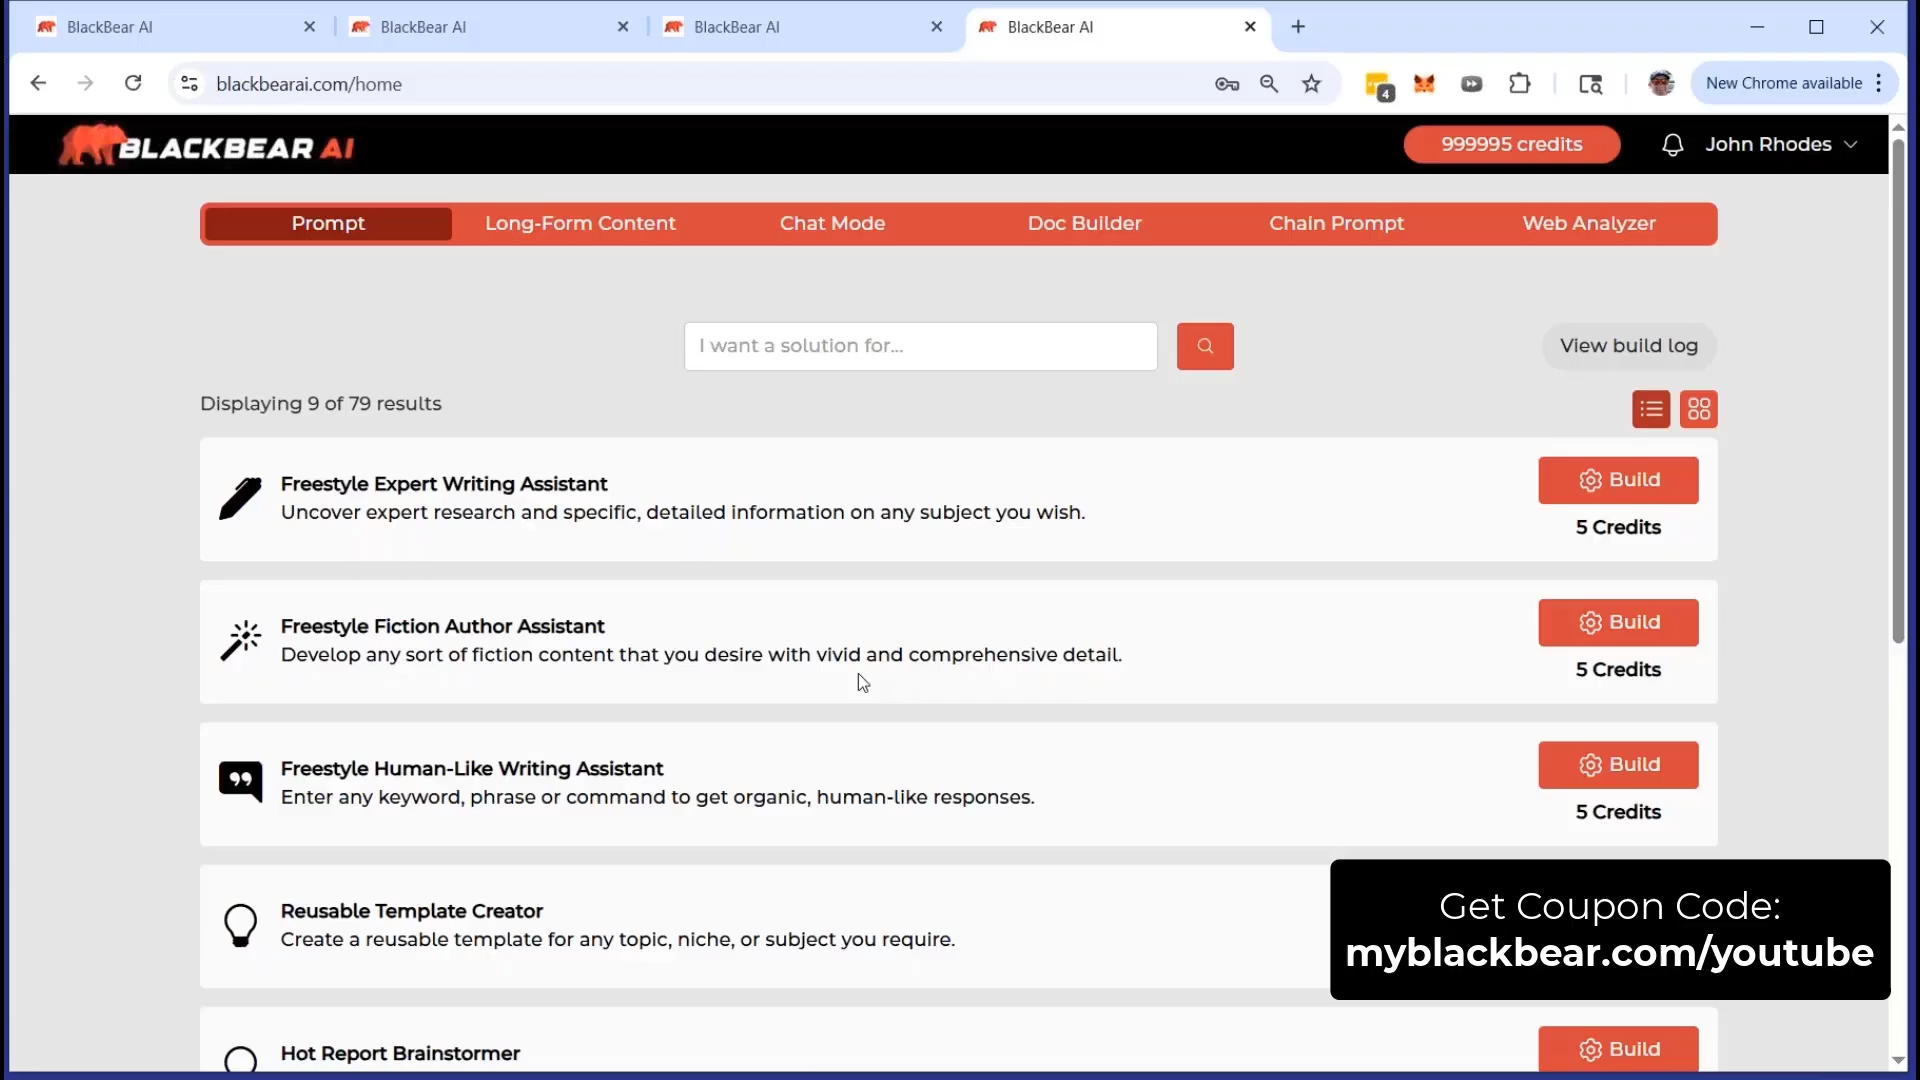 BlackBear AI
BlackBear AI
BlackBear AI
BlackBear AI
blackbearai.com/home
4
New Chrome available
BLACKBEAR AI
999995 credits
John Rhodes
Prompt
Long-Form Content
Chat Mode
Doc Builder
Chain Prompt
Web Analyzer
I want a solution for...
View build log
Displaying 9 of 79 results
Freestyle Expert Writing Assistant
Uncover expert research and specific, detailed information on any subject you wish.
Build
5 Credits
Freestyle Fiction Author Assistant
Develop any sort of fiction content that you desire with vivid and comprehensive detail.
Build
5 Credits
Freestyle Human-Like Writing Assistant
Enter any keyword, phrase or command to get organic, human-like responses.
Build
5 Credits
Reusable Template Creator
Create a reusable template for any topic, niche, or subject you require.
Get Coupon Code:
myblackbear.com/youtube
Hot Report Brainstormer
Build